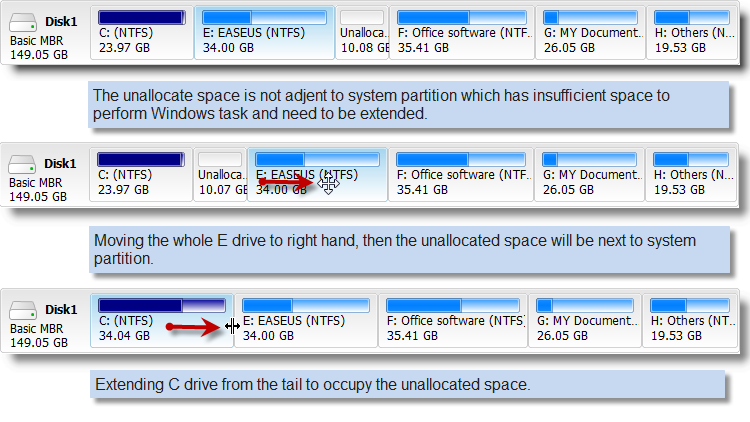 Disk1
Basic MBR
149.05 GB
C: (NTFS)
23.97 GB
E: EASEUS (NTFS)
34.00 GB
Unalloca...
10.08 GB
F: Office software (NTF...
35.41 GB
G: MY Document...
26.05 GB
H: Others (N...
19.53 GB
The unallocate space is not adjent to system partition which has insufficient space to
perform Windows task and need to be extended.
Disk1
Basic MBR
149.05 GB
C: (NTFS)
23.97 GB
Unalloca...
10.07 GB
E: EASEUS (NTFS)
34.00 GB
F: Office software (NTF...
35.41 GB
G: MY Document...
26.05 GB
H: Others (N...
19.53 GB
Moving the whole E drive to right hand, then the unallocated space will be next to system
partition.
Disk1
Basic MBR
149.05 GB
C: (NTFS)
34.04 GB
E: EASEUS (NTFS)
34.00 GB
F: Office software (NTFS
35.41 GB
G: MY Document...
26.05 GB
H: Others (NT...
19.53 GB
Extending C drive from the tail to occupy the unallocated space.